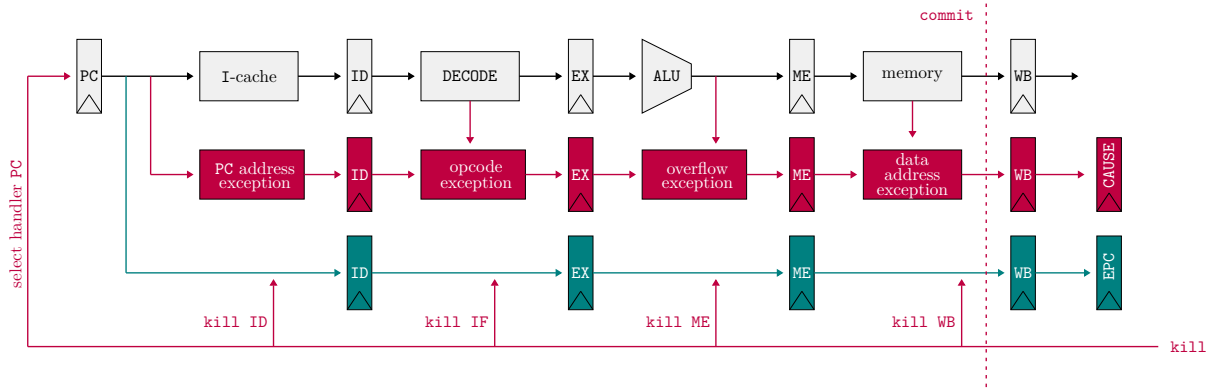 commit
PC
I-cache
ID
DECODE
EX
ALU
ME
memory
WB
PC address
exception
ID
opcode
exception
EX
overflow
exception
ME
data
address
exception
WB
CAUSE
select handler PC
ID
EX
ME
WB
EPC
kill ID
kill IF
kill ME
kill WB
kill